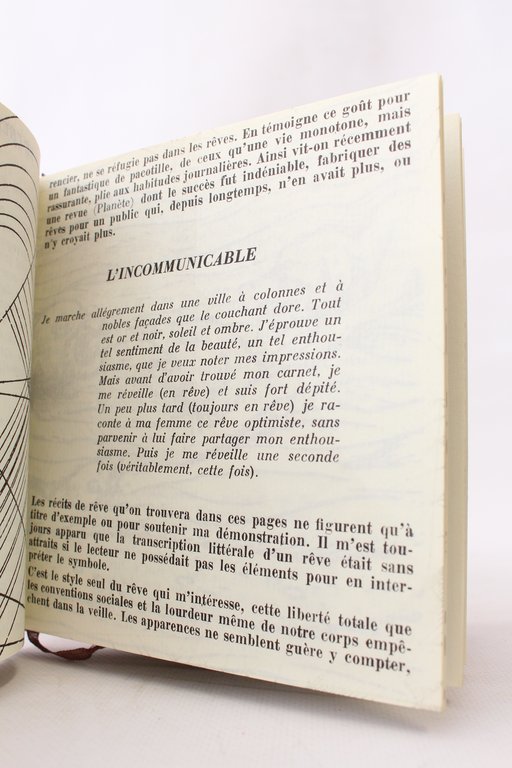 rencier, ne se réfugie pas dans les rêves. En témoigne ce goût pour
un fantastique de pacotille, de ceux qu'une vie monotone, mais
rassurante, plie aux habitudes journalières. Ainsi vit-on récemment
une revue (Planète) dont le succès fut indéniable, fabriquer des
rêves pour un public qui, depuis longtemps, n'en avait plus, ou
n'y croyait plus.
L'INCOMMUNICABLE
Je marche allégrement dans une ville à colonnes et à
nobles façades que le couchant dore. Tout
est or et noir, soleil et ombre. J'éprouve un
tel sentiment de la beauté, un tel enthou-
siasme, que je veux noter mes impressions.
Mais avant d'avoir trouvé mon carnet, je
me réveille (en rêve) et suis fort dépité.
Un peu plus tard (toujours en rêve) je ra-
conte à ma femme ce rêve optimiste, sans
parvenir à lui faire partager mon enthou-
siasme. Puis je me réveille une seconde
fois (véritablement, cette fois).
Les récits de rêve qu'on trouvera dans ces pages ne figurent qu'à
titre d'exemple ou pour soutenir ma démonstration. Il m'est tou-
jours apparu que la transcription littérale d'un rêve était sans
attraits si le lecteur ne possédait pas les éléments pour en inter-
préter le symbole.
C'est le style seul du rêve qui m'intéresse, cette liberté totale que
les conventions sociales et la lourdeur même de notre corps empê-
chent dans la veille. Les apparences ne semblent guère y compter,